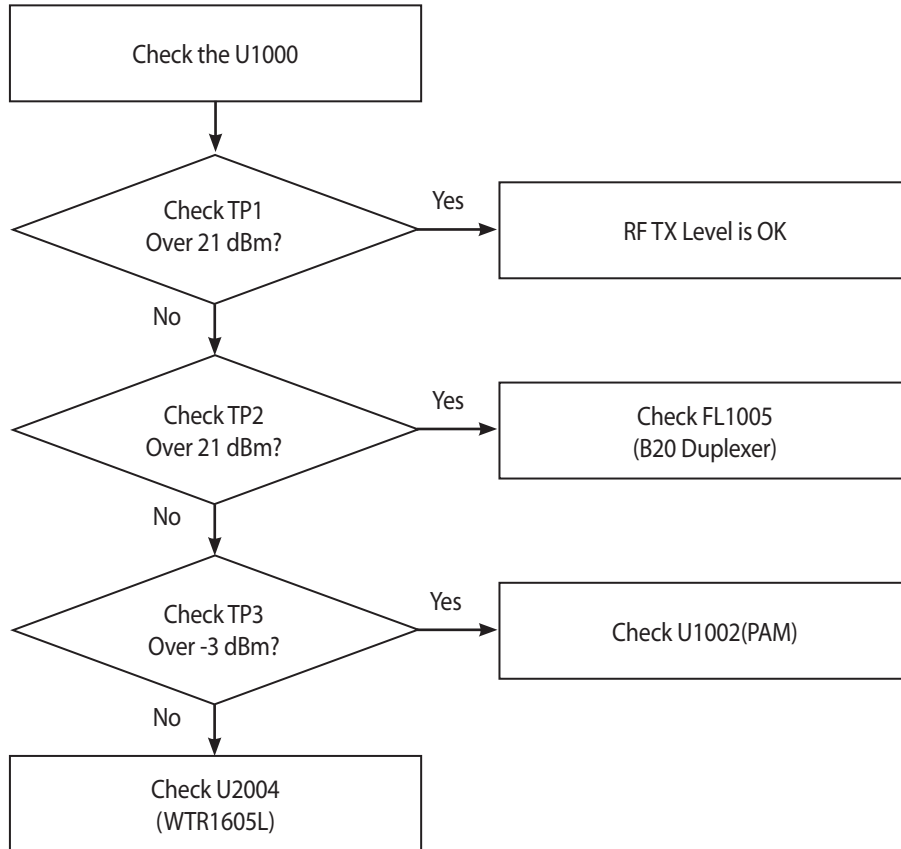 Check the U1000
Check TP1
Over 21 dBm?
Yes
RF TX Level is OK
No
Check TP2
Over 21 dBm?
Yes
Check FL1005
(B20 Duplexer)
No
Check TP3
Over -3 dBm?
Yes
Check U1002(PAM)
No
Check U2004
(WTR1605L)